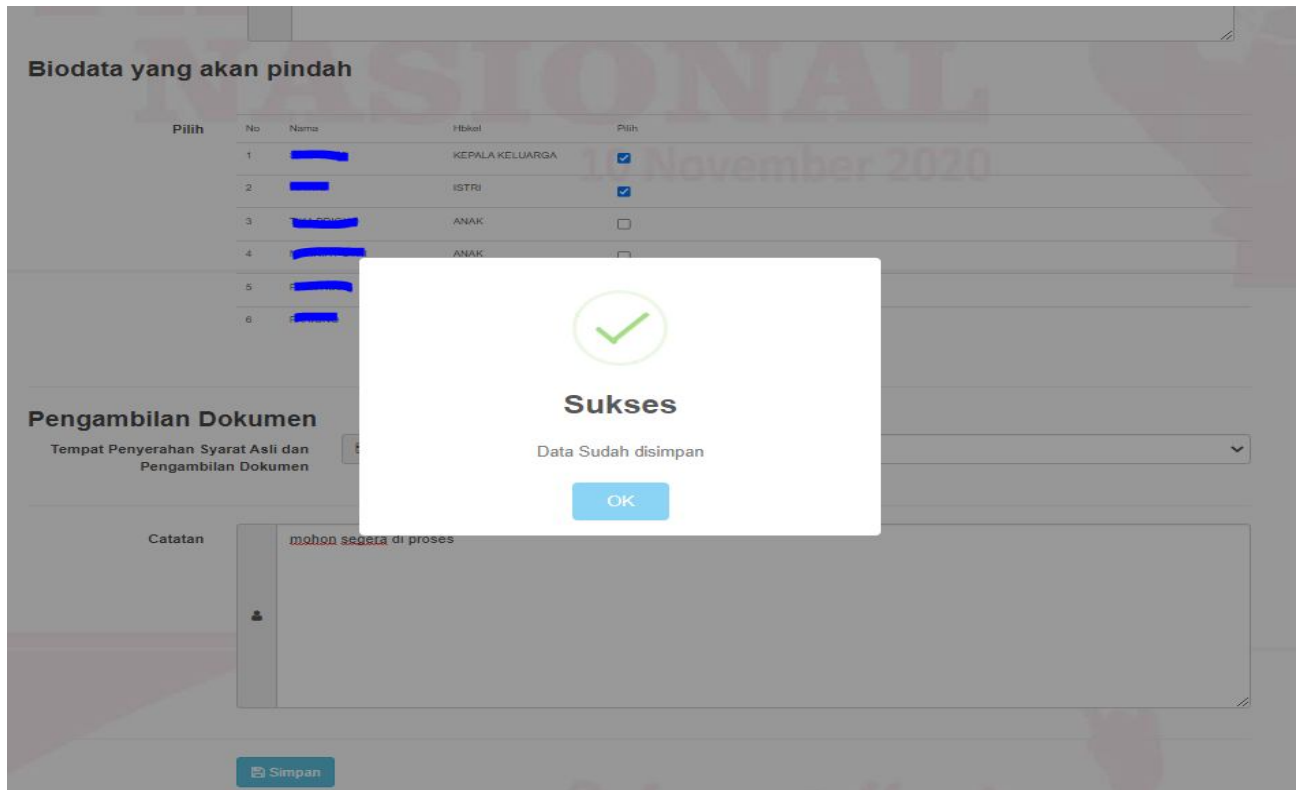 NASIONAL
Biodata yang akan pindah
10 November 2020
Pilih No Nama Hbkel Pilih
1 KEPALA KELUARGA
2 ISTRI
3 ANAK
4 ANAK
5
6
Sukses
Data Sudah disimpan
OK
Pengambilan Dokumen
Tempat Penyerahan Syarat Asli dan
Pengambilan Dokumen
Catatan mohon segera di proses
Simpan